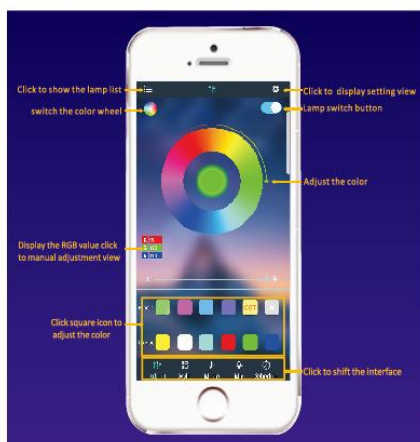 Click to show the lamp list
Click to display setting view
switch the color wheel
Lamp switch button
Adjust the color
Display the RGB value click
to manual adjustment view
CCT
Click square icon to
adjust the color
Click to shift the interface